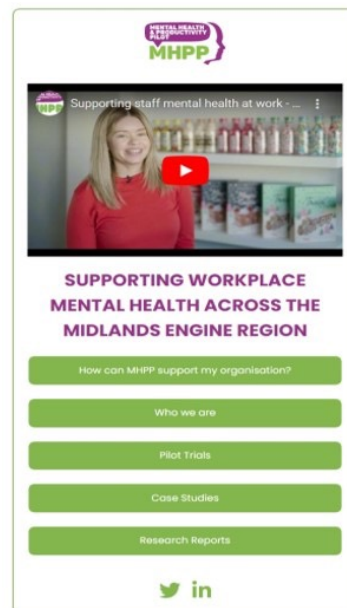 MENTAL HEALTH
& PRODUCTIVITY
PILOT
MHPP
Supporting staff mental health at work - ...
SUPPORTING WORKPLACE
MENTAL HEALTH ACROSS THE
MIDLANDS ENGINE REGION
How can MHPP support my organisation?
Who we are
Pilot Trials
Case Studies
Research Reports
in